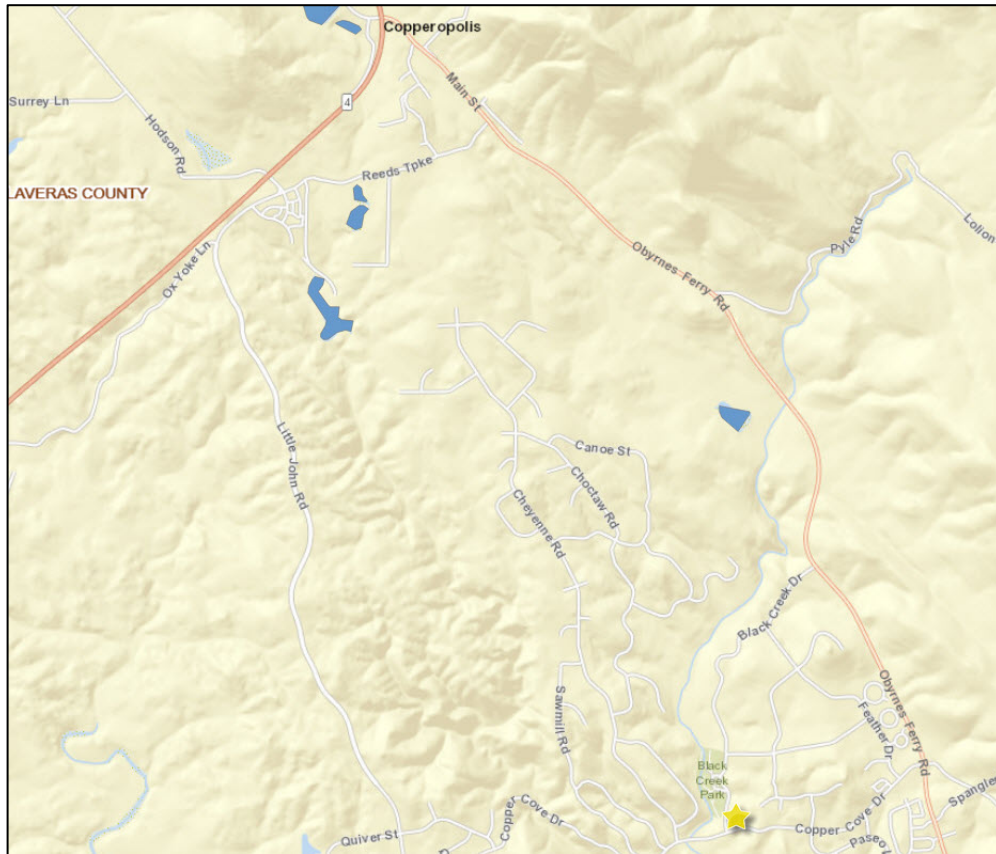 Copperopolis
Surrey Ln
4
Main St
Hodson Rd
Reeds Tpke
LAVERAS COUNTY
Lolion
Pyle Rd
Ox Yoke Ln
Obyrnes Ferry Rd
Little John Rd
Canoe St
Choctaw Rd
Cheyenne Rd
Black Creek Dr
Sawmill Rd
Feather Dr
Obyrnes Ferry Rd
Black
Creek
Park
Spangler
Copper Cove Dr
Copper Cove Dr
Quiver St
Paseo